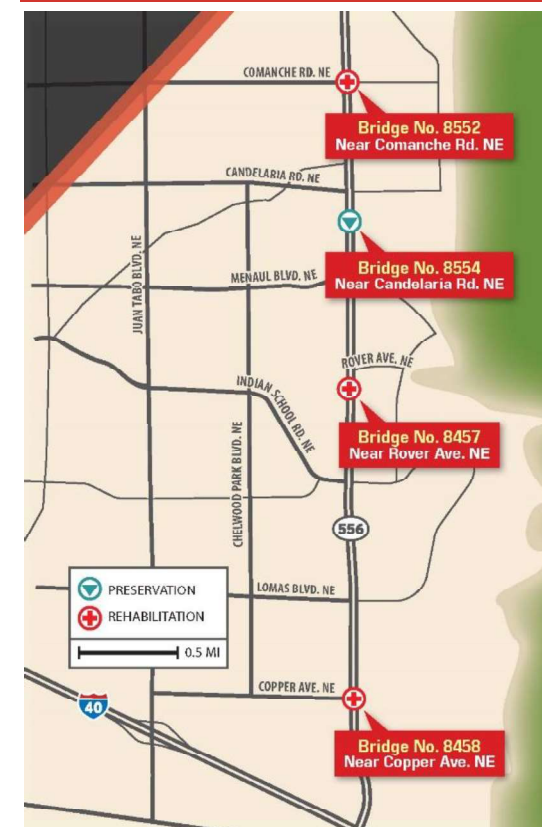 COMANCHE RD. NE
Bridge No. 8552
Near Comanche Rd. NE
CANDELARIA RD. NE
Bridge No. 8554
Near Candelaria Rd. NE
JUAN TABO BLVD. NE
MENAUL BLVD. NE
ROVER AVE. NE
INDIAN SCHOOL RD. NE
Bridge No. 8457
Near Rover Ave. NE
CHELWOOD PARK BLVD. NE
556
PRESERVATION
REHABILITATION
0.5 MI
LOMAS BLVD. NE
COPPER AVE. NE
40
Bridge No. 8458
Near Copper Ave. NE